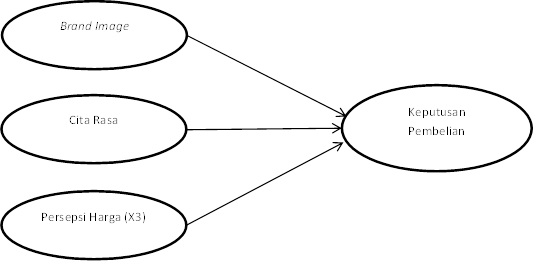 Brand Image
Cita Rasa
Persepsi Harga (X3)
Keputusan
Pembelian